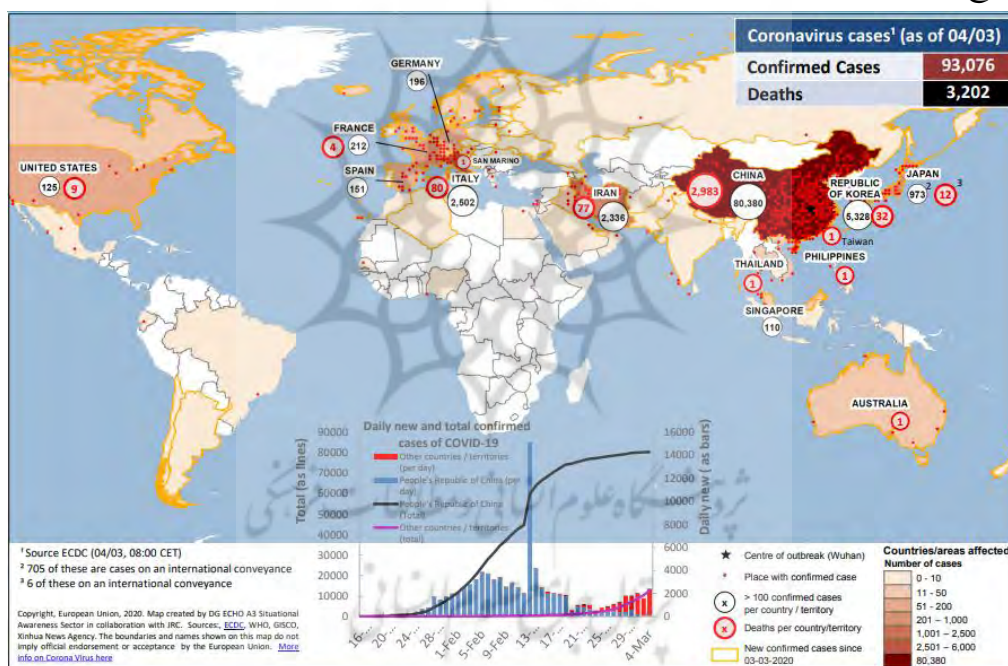 Coronavirus cases¹ (as of 04/03)
Confirmed Cases 93,076
Deaths 3,202
GERMANY
196
FRANCE
4 212
SPAIN
151
SAN MARINO
1
ITALY
80
2,502
UNITED STATES
125 9
IRAN
77
2,336
CHINA
2,983
80,380
REPUBLIC
OF KOREA
5,328 32
JAPAN
973² 12³
1
Taiwan
THAILAND
1
PHILIPPINES
1
SINGAPORE
110
AUSTRALIA
1
Daily new and total confirmed
cases of COVID-19
Other countries / territories
(per day)
People's Republic of China (per
day)
People's Republic of China
(Total)
Other countries / territories
(total)
Total (as lines)
90000
80000
70000
60000
50000
40000
30000
20000
10000
0
Daily new ( as bars)
16000
14000
12000
10000
8000
6000
4000
2000
0
16-...
20-...
24-...
28-...
1-Feb
5-Feb
9-Feb
13-...
17-...
21-...
25-...
29-...
4-Mar
پژوهشگاه علوم انسانی و مطالعات فرهنگی
¹ Source ECDC (04/03, 08:00 CET)
² 705 of these are cases on an international conveyance
³ 6 of these on an international conveyance
Copyright, European Union, 2020. Map created by DG ECHO A3 Situational
Awareness Sector in collaboration with JRC. Sources:, ECDC, WHO, GISCO,
Xinhua News Agency. The boundaries and names shown on this map do not
imply official endorsement or acceptance by the European Union. More
info on Corona Virus here
Centre of outbreak (Wuhan)
Place with confirmed case
x > 100 confirmed cases
per country / territory
x Deaths per country/territory
New confirmed cases since
03-03-2020
Countries/areas affected
Number of cases
0 - 10
11 - 50
51 - 200
201 – 1,000
1,001 – 2,500
2,501 – 6,000
80,380